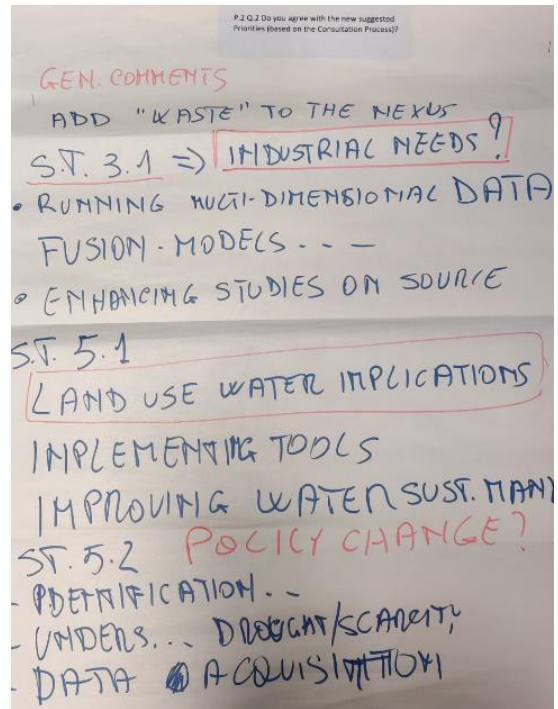 P.2 Q.2 Do you agree with the new suggested
Priorities (based on the Consultation Process)?
GEN. COMMENTS
ADD "WASTE" TO THE NEXUS
S.T. 3.1 => INDUSTRIAL NEEDS?
• RUNNING MULTI-DIMENSIONAL DATA
FUSION-MODELS - - -
• ENHANCING STUDIES ON SOURCE
S.T. 5.1
LAND USE WATER IMPLICATIONS
IMPLEMENTING TOOLS
IMPROVING WATER SUST. MAN
ST. 5.2 POLICY CHANGE?
- IDENTIFICATION..
- UNDERS... DROUGHT/SCARCITY
- DATA ACQUISITION